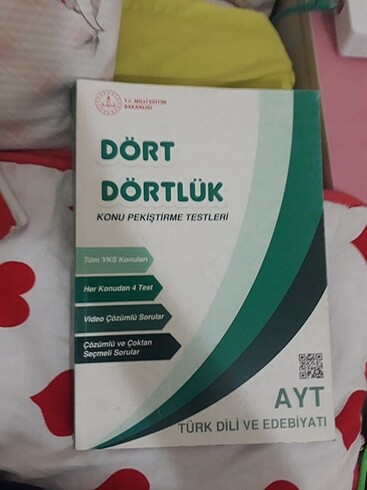 T.C. MİLLÎ EĞİTİM
BAKANLIĞI
DÖRT
DÖRTLÜK
KONU PEKİŞTİRME TESTLERİ
Tüm YKS Konuları
Her Konudan 4 Test
Video Çözümlü Sorular
Çözümlü ve Çoktan
Seçmeli Sorular
AYT
TÜRK DİLİ VE EDEBİYATI